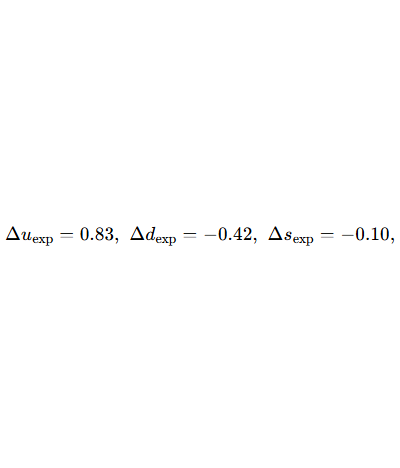 Δu_exp = 0.83, Δd_exp = −0.42, Δs_exp = −0.10,